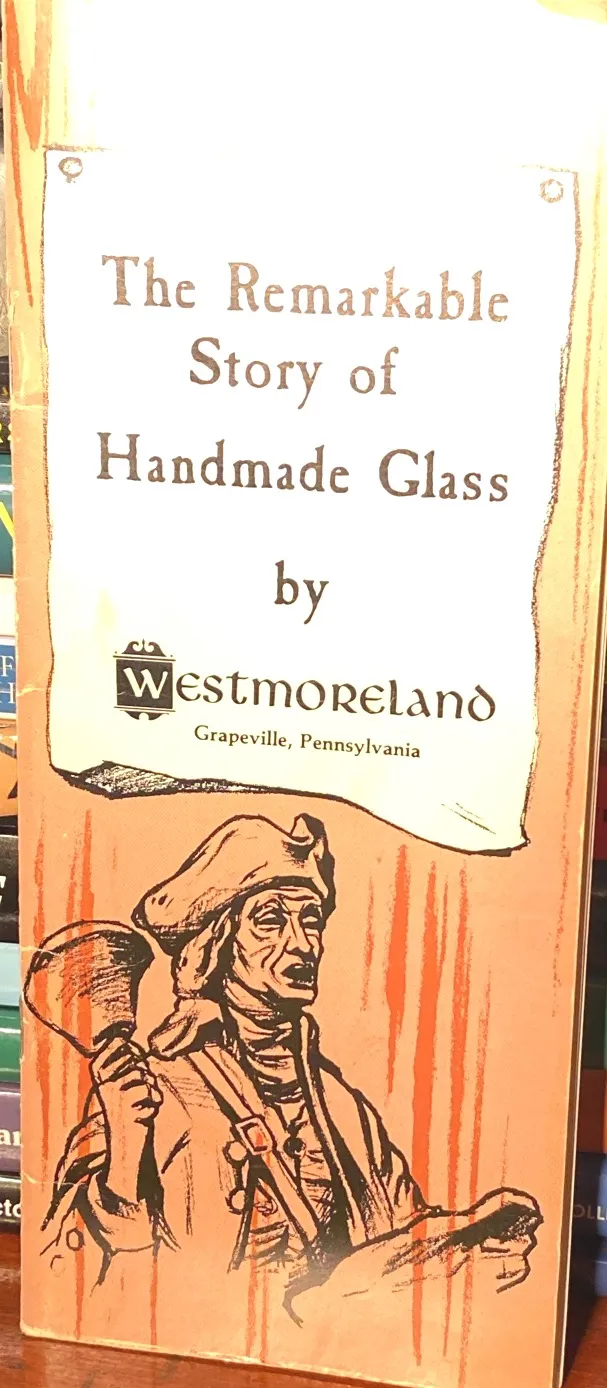 The Remarkable
Story of
Handmade Glass
by
Westmoreland
Grapeville, Pennsylvania